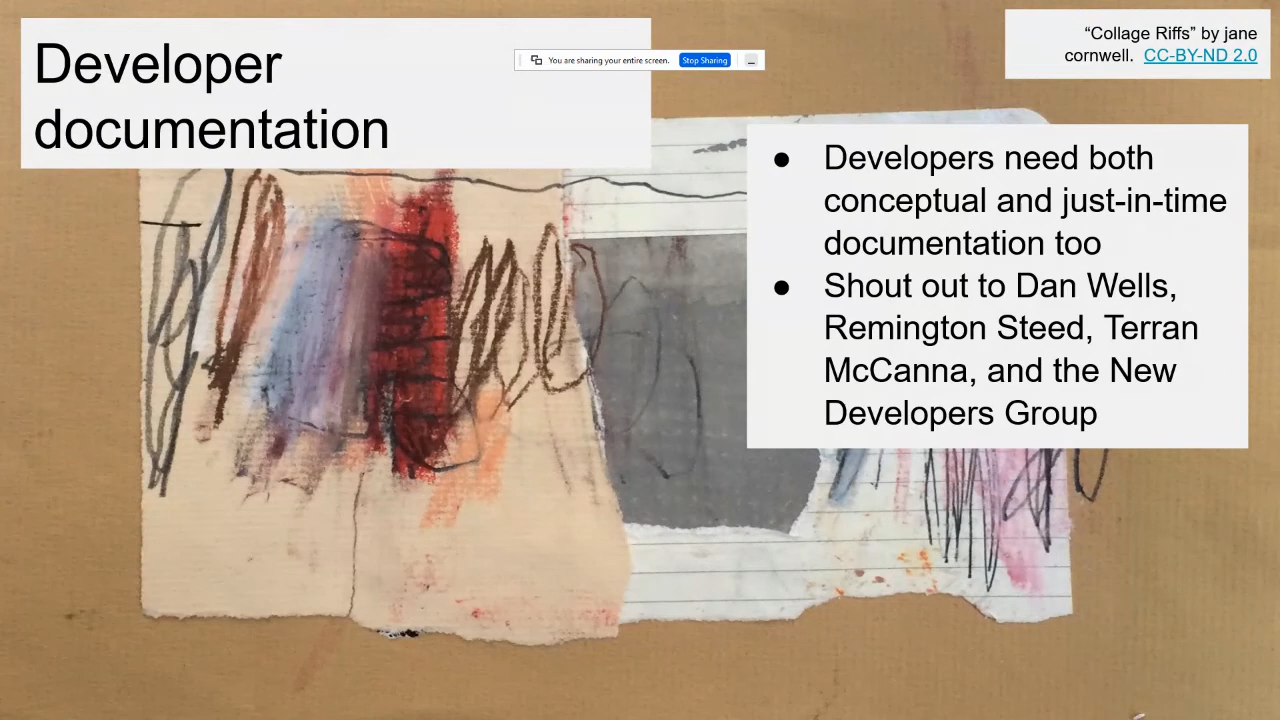 Developer
documentation
You are sharing your entire screen.
Stop Sharing
“Collage Riffs” by jane
cornwell. CC-BY-ND 2.0
● Developers need both
conceptual and just-in-time
documentation too
● Shout out to Dan Wells,
Remington Steed, Terran
McCanna, and the New
Developers Group